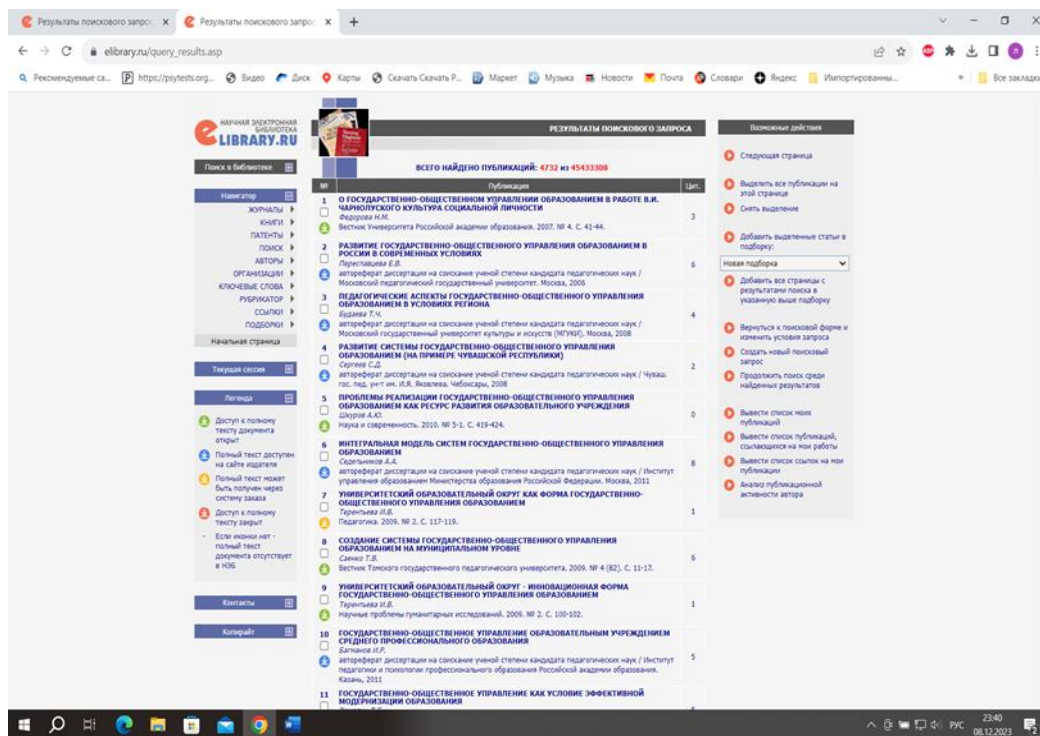 Результаты поискового запрос
Результаты поискового запрос
elibrary.ru/query_results.asp
Рекомендуемые са...
https://psytests.org...
Видео
Диск
Карты
Скачать Скачать Р...
Маркет
Музыка
Новости
Почта
Словари
Яндекс
Импортированны...
Все закладки
НАУЧНАЯ ЭЛЕКТРОННАЯ
БИБЛИОТЕКА
LIBRARY.RU
Поиск в библиотеке
Навигатор
ЖУРНАЛЫ
КНИГИ
ПАТЕНТЫ
ПОИСК
АВТОРЫ
ОРГАНИЗАЦИИ
КЛЮЧЕВЫЕ СЛОВА
РУБРИКАТОР
ССЫЛКИ
ПОДБОРКИ
Начальная страница
Текущая сессия
Легенда
Доступ к полному
тексту документа
открыт
Полный текст доступен
на сайте издателя
Полный текст может
быть получен через
систему заказа
Доступ к полному
тексту закрыт
- Если иконки нет -
полный текст
документа отсутствует
в НЭБ
Контакты
Копирайт
РЕЗУЛЬТАТЫ ПОИСКОВОГО ЗАПРОСА
ВСЕГО НАЙДЕНО ПУБЛИКАЦИЙ: 4732 из 45433308
№ Публикация Цит.
1 О ГОСУДАРСТВЕННО-ОБЩЕСТВЕННОМ УПРАВЛЕНИИ ОБРАЗОВАНИЕМ В РАБОТЕ В.И.
ЧАРНОЛУСКОГО КУЛЬТУРА СОЦИАЛЬНОЙ ЛИЧНОСТИ
Федорова Н.М. 3
Вестник Университета Российской академии образования. 2007. № 4. С. 41-44.
2 РАЗВИТИЕ ГОСУДАРСТВЕННО-ОБЩЕСТВЕННОГО УПРАВЛЕНИЯ ОБРАЗОВАНИЕМ В
РОССИИ В СОВРЕМЕННЫХ УСЛОВИЯХ
Переславцева Е.В. 6
автореферат диссертации на соискание ученой степени кандидата педагогических наук /
Московский педагогический государственный университет. Москва, 2006
3 ПЕДАГОГИЧЕСКИЕ АСПЕКТЫ ГОСУДАРСТВЕННО-ОБЩЕСТВЕННОГО УПРАВЛЕНИЯ
ОБРАЗОВАНИЕМ В УСЛОВИЯХ РЕГИОНА
Будаева Т.Ч. 4
автореферат диссертации на соискание ученой степени кандидата педагогических наук /
Московский государственный университет культуры и искусств (МГУКИ). Москва, 2008
4 РАЗВИТИЕ СИСТЕМЫ ГОСУДАРСТВЕННО-ОБЩЕСТВЕННОГО УПРАВЛЕНИЯ
ОБРАЗОВАНИЕМ (НА ПРИМЕРЕ ЧУВАШСКОЙ РЕСПУБЛИКИ)
Сергеев С.Д. 2
автореферат диссертации на соискание ученой степени кандидата педагогических наук / Чуваш.
гос. пед. ун-т им. И.Я. Яковлева. Чебоксары, 2008
5 ПРОБЛЕМЫ РЕАЛИЗАЦИИ ГОСУДАРСТВЕННО-ОБЩЕСТВЕННОГО УПРАВЛЕНИЯ
ОБРАЗОВАНИЕМ КАК РЕСУРС РАЗВИТИЯ ОБРАЗОВАТЕЛЬНОГО УЧРЕЖДЕНИЯ
Шкуров А.Ю. 0
Наука и современность. 2010. № 5-1. С. 419-424.
6 ИНТЕГРАЛЬНАЯ МОДЕЛЬ СИСТЕМ ГОСУДАРСТВЕННО-ОБЩЕСТВЕННОГО УПРАВЛЕНИЯ
ОБРАЗОВАНИЕМ
Седельников А.А. 8
автореферат диссертации на соискание ученой степени кандидата педагогических наук / Институт
управления образованием Министерства образования Российской Федерации. Москва, 2011
7 УНИВЕРСИТЕТСКИЙ ОБРАЗОВАТЕЛЬНЫЙ ОКРУГ КАК ФОРМА ГОСУДАРСТВЕННО-
ОБЩЕСТВЕННОГО УПРАВЛЕНИЯ ОБРАЗОВАНИЕМ
Терентьева И.В. 1
Педагогика. 2009. № 2. С. 117-119.
8 СОЗДАНИЕ СИСТЕМЫ ГОСУДАРСТВЕННО-ОБЩЕСТВЕННОГО УПРАВЛЕНИЯ
ОБРАЗОВАНИЕМ НА МУНИЦИПАЛЬНОМ УРОВНЕ
Саенко Т.В. 6
Вестник Томского государственного педагогического университета. 2009. № 4 (82). С. 11-17.
9 УНИВЕРСИТЕТСКИЙ ОБРАЗОВАТЕЛЬНЫЙ ОКРУГ - ИННОВАЦИОННАЯ ФОРМА
ГОСУДАРСТВЕННО-ОБЩЕСТВЕННОГО УПРАВЛЕНИЯ ОБРАЗОВАНИЕМ
Терентьева И.В. 1
Научные проблемы гуманитарных исследований. 2009. № 2. С. 100-102.
10 ГОСУДАРСТВЕННО-ОБЩЕСТВЕННОЕ УПРАВЛЕНИЕ ОБРАЗОВАТЕЛЬНЫМ УЧРЕЖДЕНИЕМ
СРЕДНЕГО ПРОФЕССИОНАЛЬНОГО ОБРАЗОВАНИЯ
Багманов И.Р. 5
автореферат диссертации на соискание ученой степени кандидата педагогических наук / Институт
педагогики и психологии профессионального образования Российской академии образования.
Казань, 2011
11 ГОСУДАРСТВЕННО-ОБЩЕСТВЕННОЕ УПРАВЛЕНИЕ КАК УСЛОВИЕ ЭФФЕКТИВНОЙ
МОДЕРНИЗАЦИИ ОБРАЗОВАНИЯ
Возможные действия
Следующая страница
Выделить все публикации на
этой странице
Снять выделение
Добавить выделенные статьи в
подборку:
Новая подборка
Добавить все страницы с
результатами поиска в
указанную выше подборку
Вернуться к поисковой форме и
изменить условия запроса
Создать новый поисковый
запрос
Продолжить поиск среди
найденных результатов
Вывести список моих
публикаций
Вывести список публикаций,
ссылающихся на мои работы
Вывести список ссылок на мои
публикации
Анализ публикационной
активности автора
РУС
23:40
08.12.2023